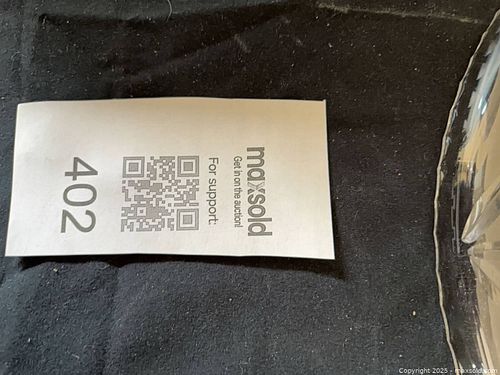 maxsold
Get in on the auction!
For support:
402
Copyright 2025 - maxsold.com